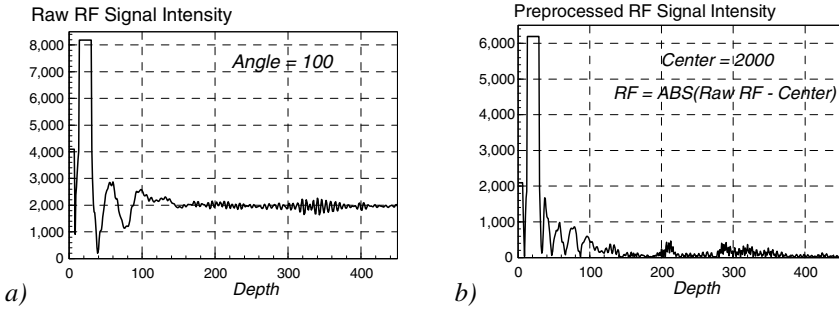 Raw RF Signal Intensity
8,000
7,000
6,000
5,000
4,000
3,000
2,000
1,000
0
Angle = 100
0
100
200
300
400
Depth
a)
Preprocessed RF Signal Intensity
6,000
5,000
4,000
3,000
2,000
1,000
0
Center = 2000
RF = ABS(Raw RF - Center)
0
100
200
300
400
Depth
b)